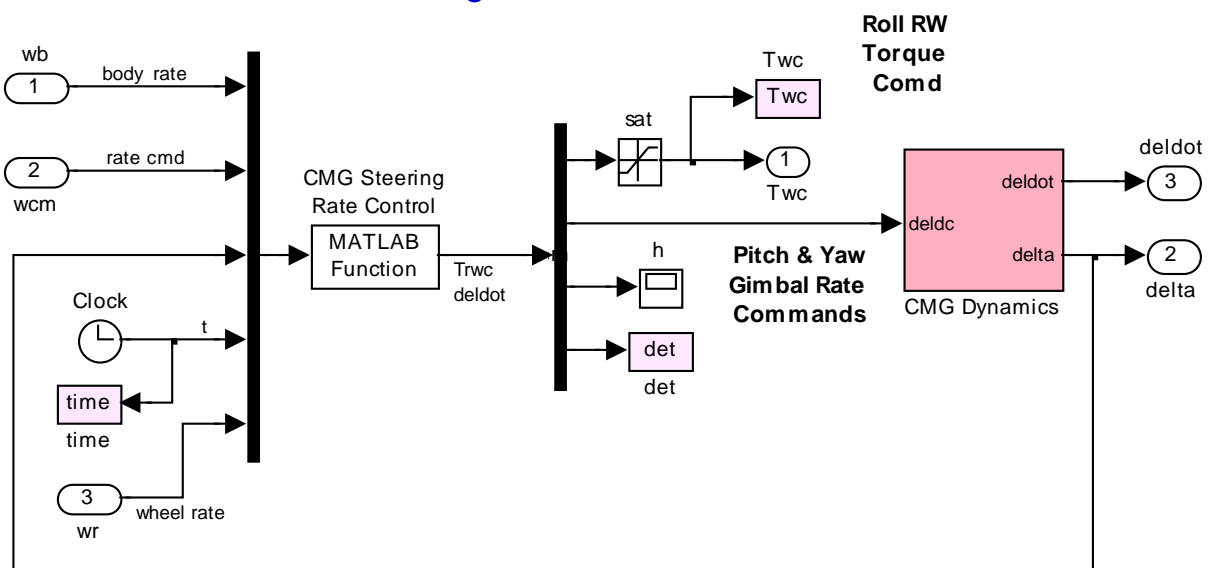 Roll RW
Torque
Comd
wb
1
body rate
Twc
Twc
sat
2
rate cmd
wcm
1
Twc
deldot
deldot
3
CMG Steering
Rate Control
MATLAB
Function
Trwc
deldot
deldc
delta
2
delta
CMG Dynamics
Pitch & Yaw
Gimbal Rate
Commands
h
Clock
t
time
time
det
det
3
wr
wheel rate